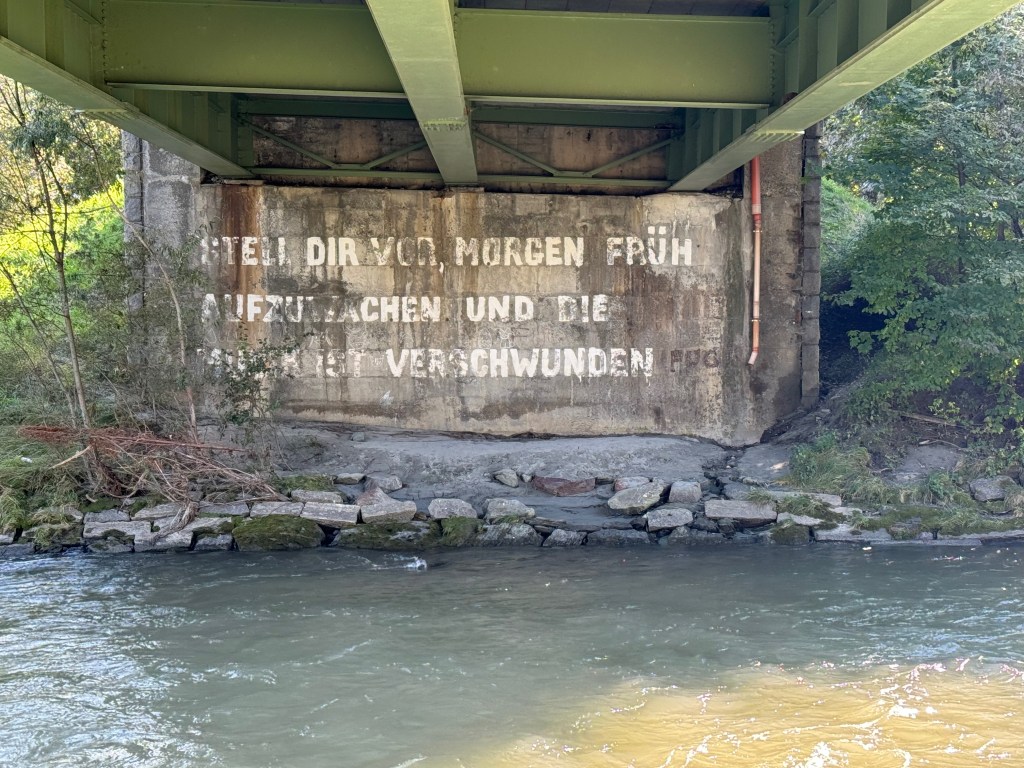 STELL DIR VOR, MORGEN FRÜH
AUFZUWACHEN UND DIE
IST VERSCHWUNDEN